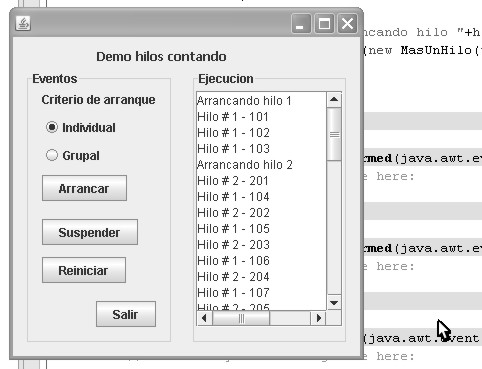 Demo hilos contando
Eventos
Criterio de arranque
Individual
Grupal
Arrancar
Suspender
Reiniciar
Salir
Ejecucion
Arrancando hilo 1
Hilo # 1 - 101
Hilo # 1 - 102
Hilo # 1 - 103
Arrancando hilo 2
Hilo # 2 - 201
Hilo # 1 - 104
Hilo # 2 - 202
Hilo # 1 - 105
Hilo # 2 - 203
Hilo # 1 - 106
Hilo # 2 - 204
Hilo # 1 - 107
Hilo # 2 - 205
hilo "+h
(new MasUnHilo(
(java.awt.ev
here:
(java.awt.ev
here:
(java.awt.event
here: